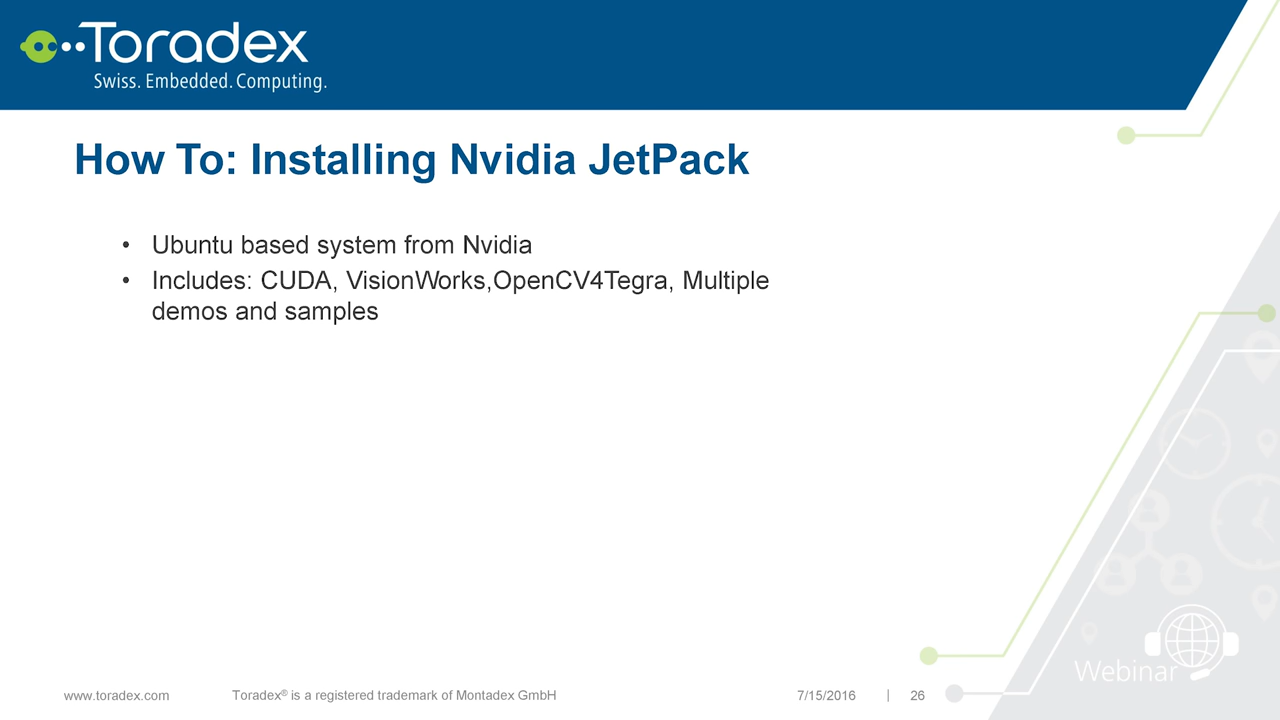 Toradex
Swiss. Embedded. Computing.
How To: Installing Nvidia JetPack
• Ubuntu based system from Nvidia
• Includes: CUDA, VisionWorks,OpenCV4Tegra, Multiple
demos and samples
Webinar
www.toradex.com Toradex® is a registered trademark of Montadex GmbH 7/15/2016 | 26